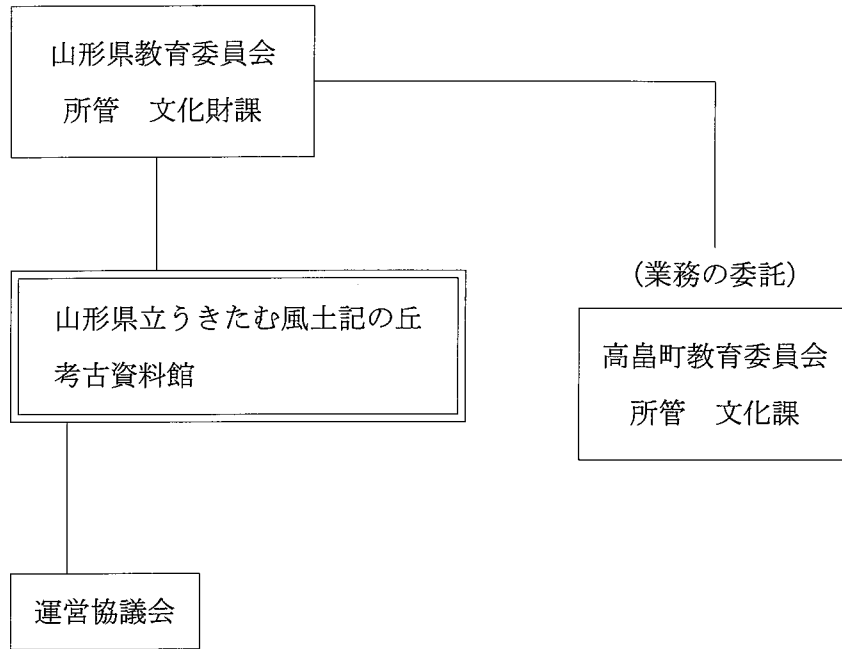 山形県教育委員会
所管　文化財課
山形県立うきたむ風土記の丘
考古資料館
(業務の委託)
高畠町教育委員会
所管　文化課
運営協議会